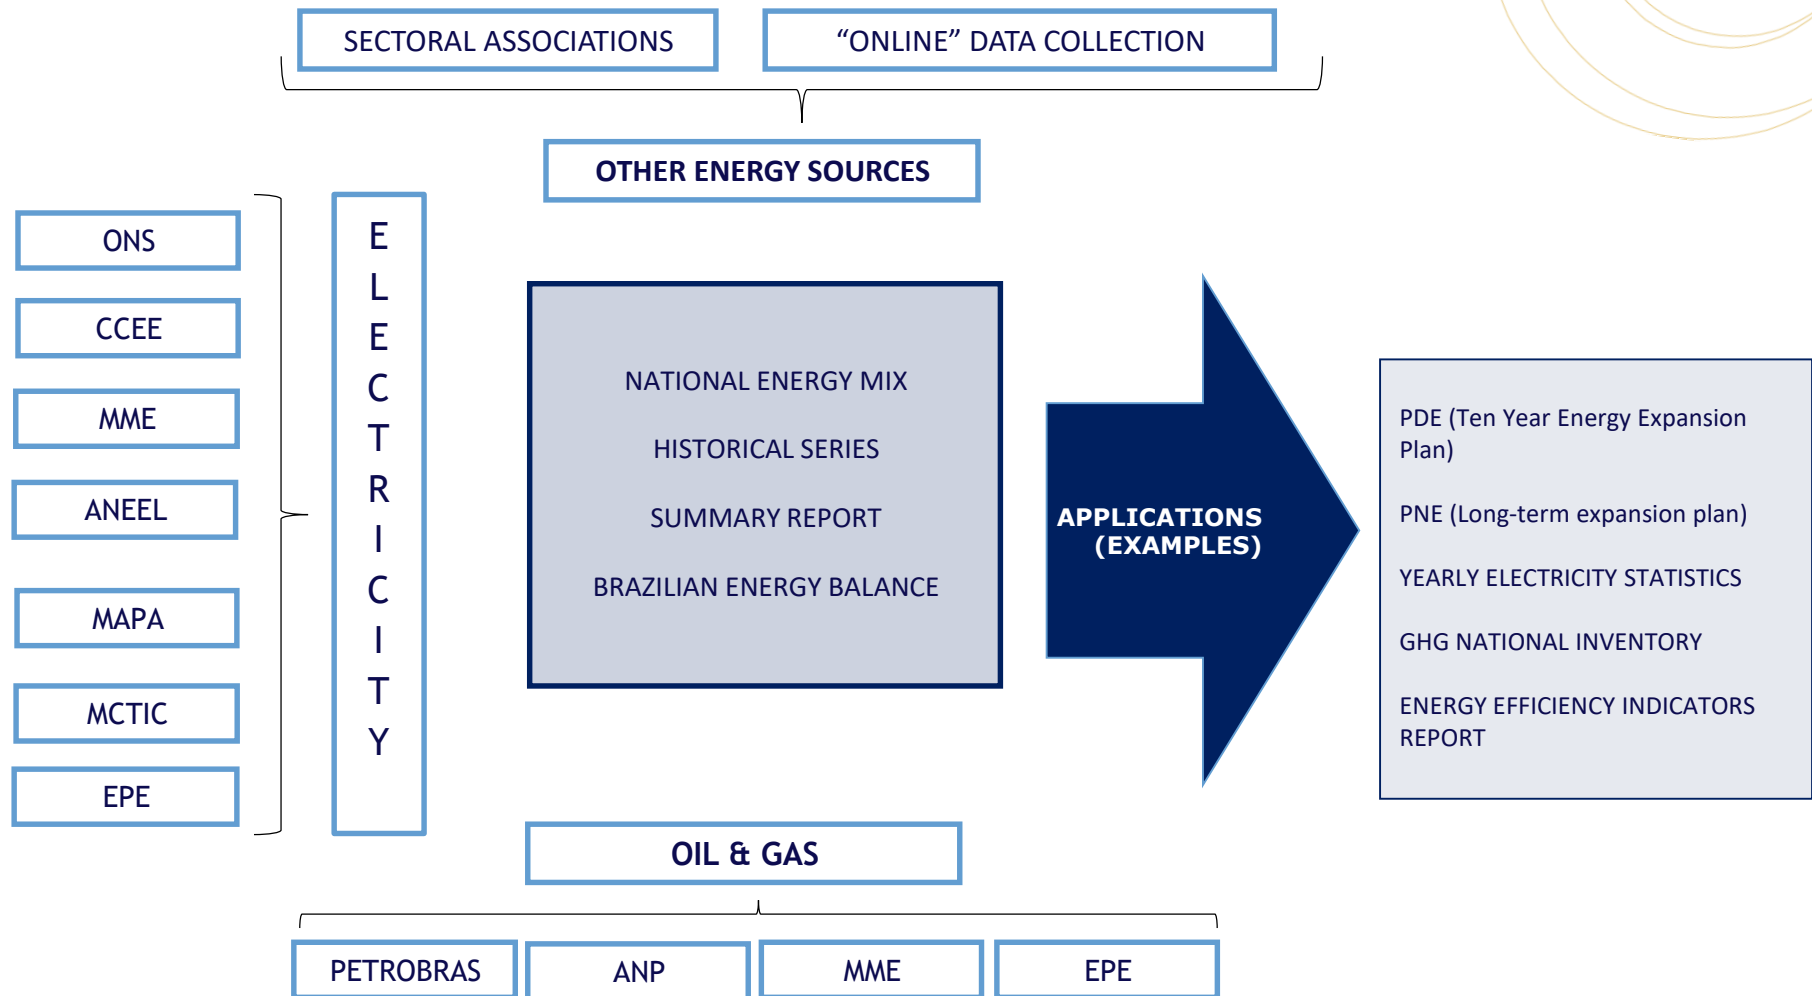 SECTORAL ASSOCIATIONS
“ONLINE” DATA COLLECTION
OTHER ENERGY SOURCES
ONS
CCEE
MME
ANEEL
MAPA
MCTIC
EPE
E
L
E
C
T
R
I
C
I
T
Y
NATIONAL ENERGY MIX
HISTORICAL SERIES
SUMMARY REPORT
BRAZILIAN ENERGY BALANCE
APPLICATIONS
(EXAMPLES)
PDE (Ten Year Energy Expansion
Plan)
PNE (Long-term expansion plan)
YEARLY ELECTRICITY STATISTICS
GHG NATIONAL INVENTORY
ENERGY EFFICIENCY INDICATORS
REPORT
OIL & GAS
PETROBRAS
ANP
MME
EPE